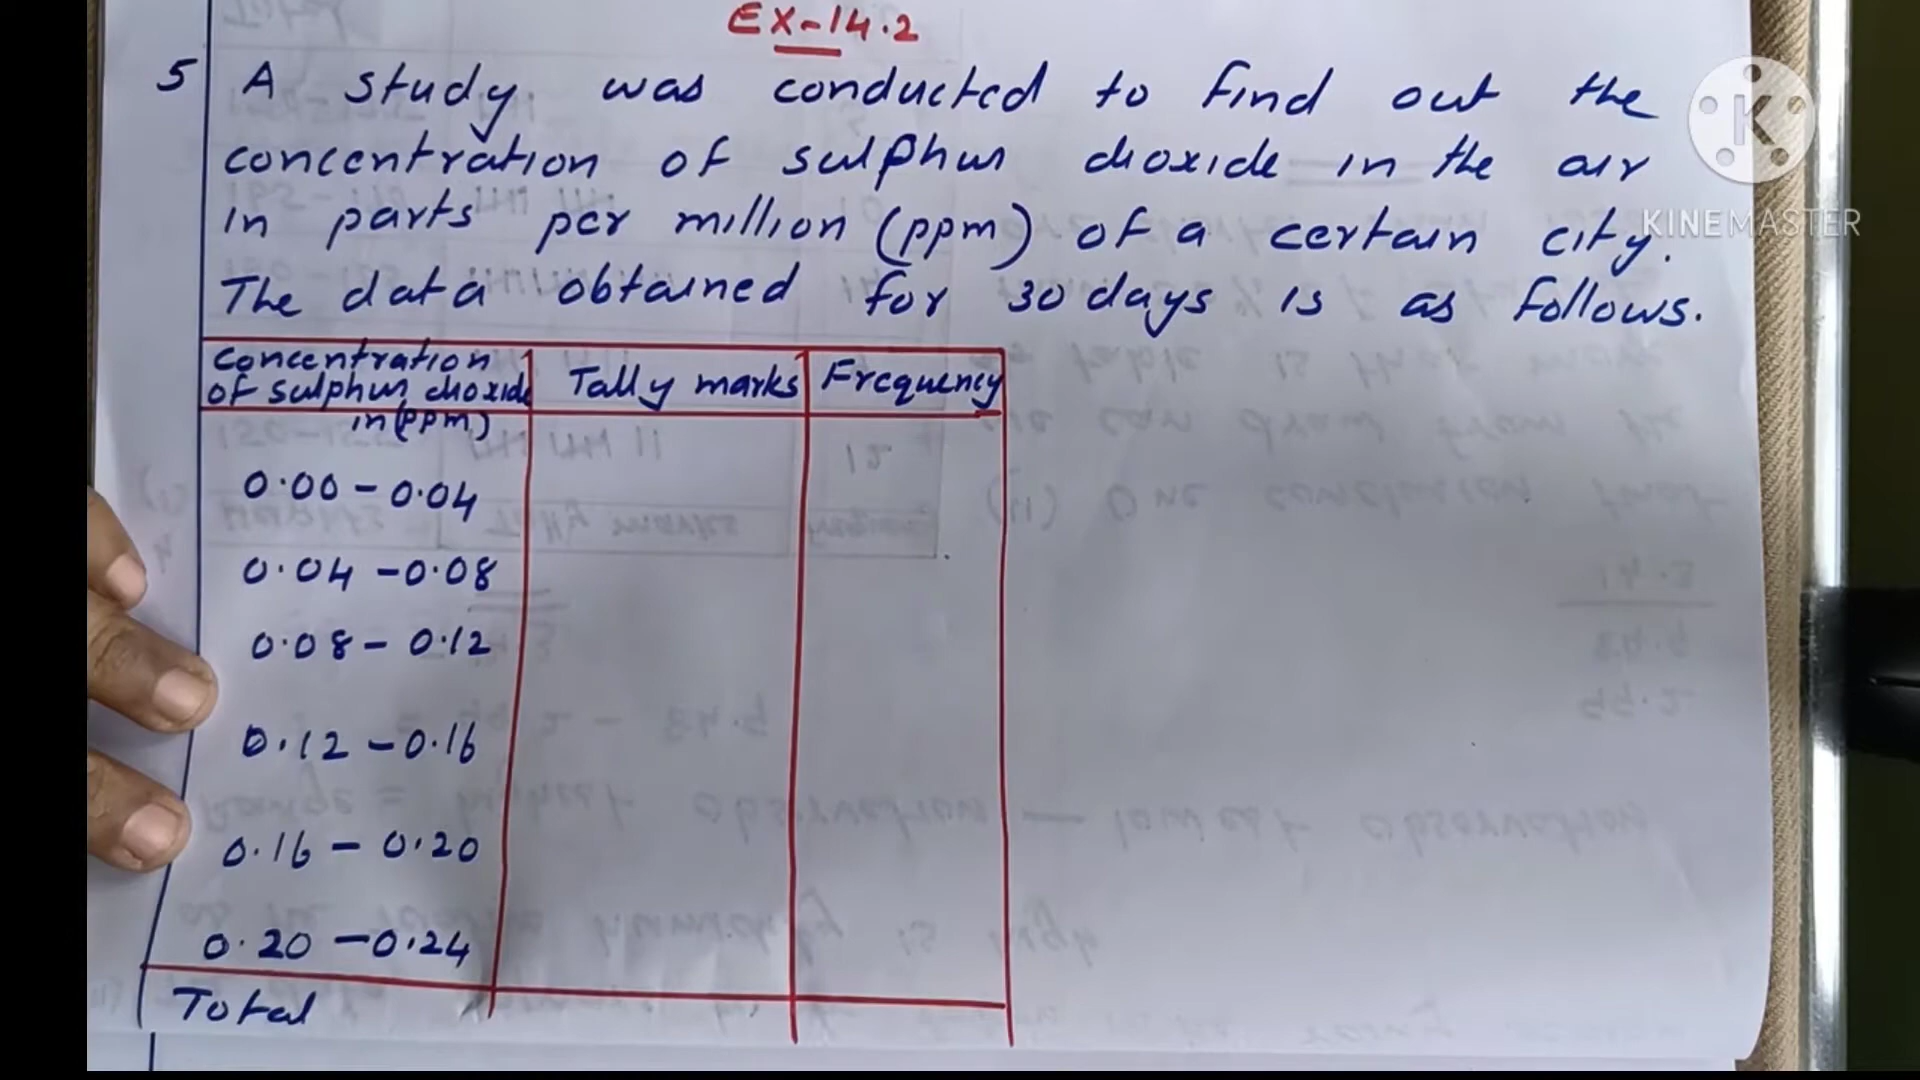 EX-14.2
5 A study was conducted to find out the
concentration of sulphur dioxide in the air
in parts per million (ppm) of a certain city.
The data obtained for 30 days is as follows.
Concentration of sulphur dioxide in (ppm) Tally marks Frequency
0.00 - 0.04
0.04 - 0.08
0.08 - 0.12
0.12 - 0.16
0.16 - 0.20
0.20 - 0.24
Total
K
KINEMASTER